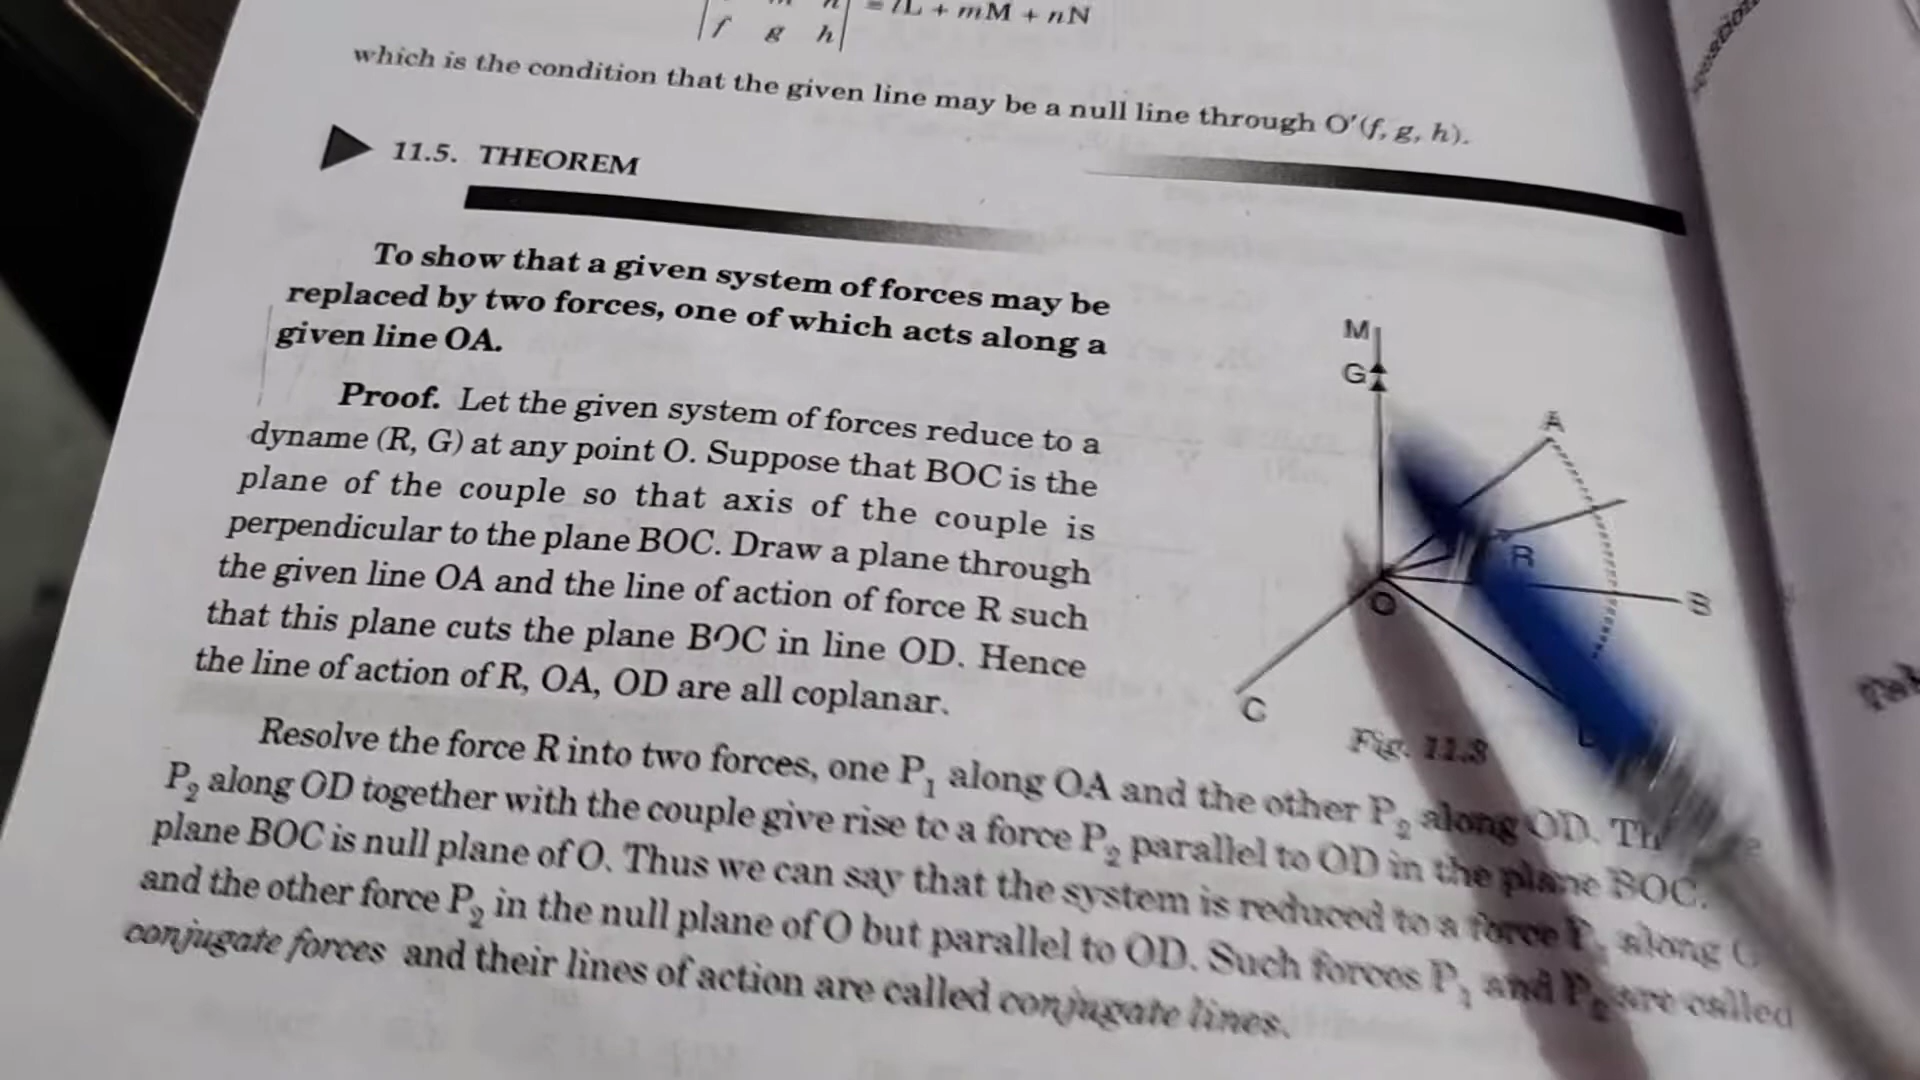 n
= lL + mM + nN
f g h
which is the condition that the given line may be a null line through O′(f, g, h).
11.5. THEOREM
To show that a given system of forces may be
replaced by two forces, one of which acts along a
given line OA.
Proof. Let the given system of forces reduce to a
dyname (R, G) at any point O. Suppose that BOC is the
plane of the couple so that axis of the couple is
perpendicular to the plane BOC. Draw a plane through
the given line OA and the line of action of force R such
that this plane cuts the plane BOC in line OD. Hence
the line of action of R, OA, OD are all coplanar.
M
G
A
R
O
B
C
Fig. 11.3
Resolve the force R into two forces, one P₁ along OA and the other P₂ along OD.
P₂ along OD together with the couple give rise to a force P₂ parallel to OD in the plane BOC.
plane BOC is null plane of O. Thus we can say that the system is reduced to a force P₁ along
and the other force P₂ in the null plane of O but parallel to OD. Such forces P₁ and P₂ are called
conjugate forces and their lines of action are called conjugate lines.